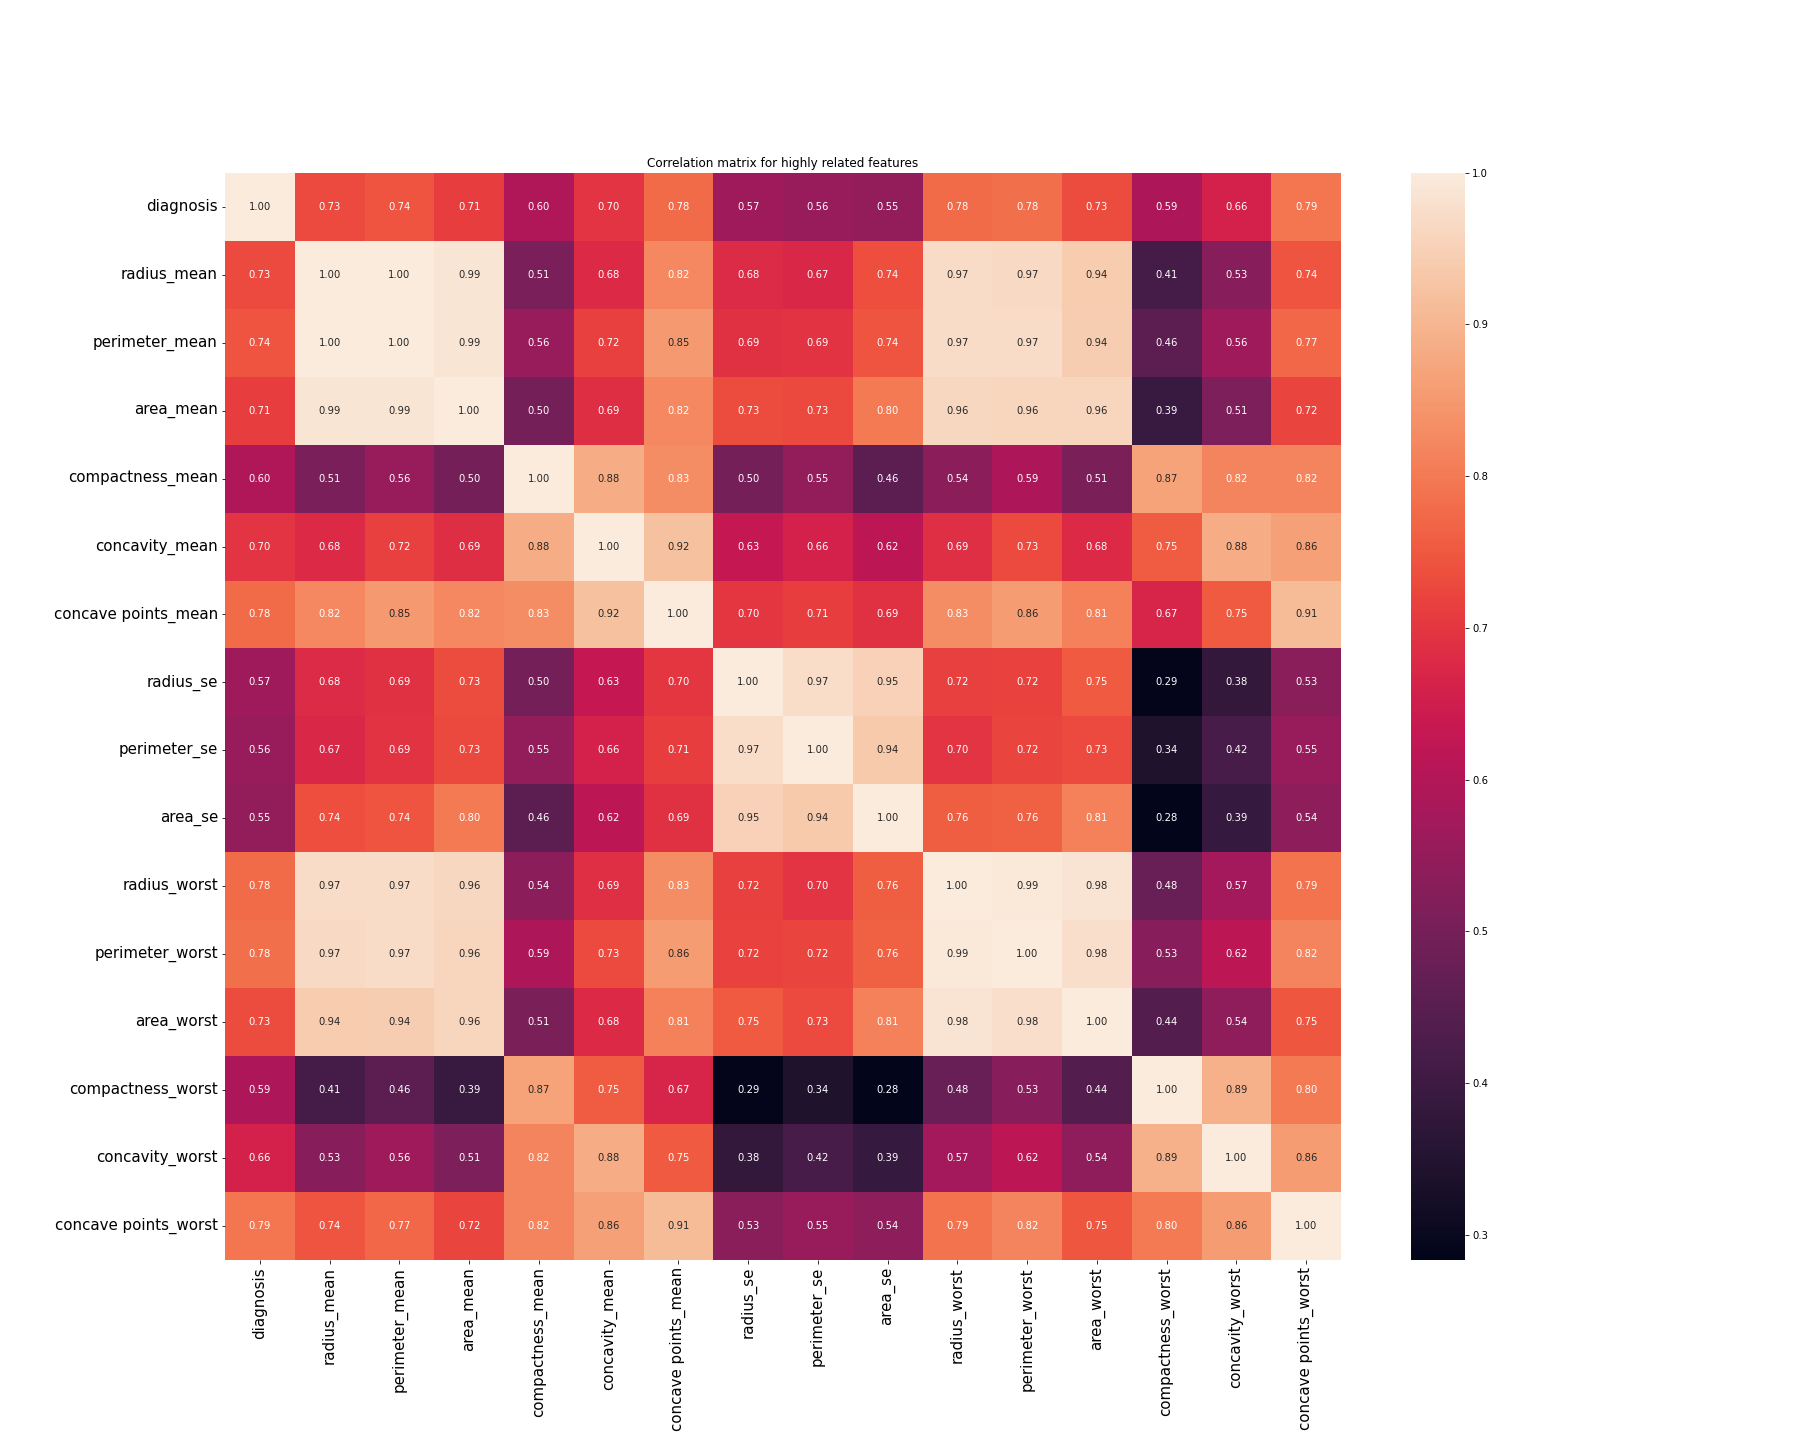 Correlation matrix for highly related features
diagnosis 1.00 0.73 0.74 0.71 0.60 0.70 0.78 0.57 0.56 0.55 0.78 0.78 0.73 0.59 0.66 0.79
radius_mean 0.73 1.00 1.00 0.99 0.51 0.68 0.82 0.68 0.67 0.74 0.97 0.97 0.94 0.41 0.53 0.74
perimeter_mean 0.74 1.00 1.00 0.99 0.56 0.72 0.85 0.69 0.69 0.74 0.97 0.97 0.94 0.46 0.56 0.77
area_mean 0.71 0.99 0.99 1.00 0.50 0.69 0.82 0.73 0.73 0.80 0.96 0.96 0.96 0.39 0.51 0.72
compactness_mean 0.60 0.51 0.56 0.50 1.00 0.88 0.83 0.50 0.55 0.46 0.54 0.59 0.51 0.87 0.82 0.82
concavity_mean 0.70 0.68 0.72 0.69 0.88 1.00 0.92 0.63 0.66 0.62 0.69 0.73 0.68 0.75 0.88 0.86
concave points_mean 0.78 0.82 0.85 0.82 0.83 0.92 1.00 0.70 0.71 0.69 0.83 0.86 0.81 0.67 0.75 0.91
radius_se 0.57 0.68 0.69 0.73 0.50 0.63 0.70 1.00 0.97 0.95 0.72 0.72 0.75 0.29 0.38 0.53
perimeter_se 0.56 0.67 0.69 0.73 0.55 0.66 0.71 0.97 1.00 0.94 0.70 0.72 0.73 0.34 0.42 0.55
area_se 0.55 0.74 0.74 0.80 0.46 0.62 0.69 0.95 0.94 1.00 0.76 0.76 0.81 0.28 0.39 0.54
radius_worst 0.78 0.97 0.97 0.96 0.54 0.69 0.83 0.72 0.70 0.76 1.00 0.99 0.98 0.48 0.57 0.79
perimeter_worst 0.78 0.97 0.97 0.96 0.59 0.73 0.86 0.72 0.72 0.76 0.99 1.00 0.98 0.53 0.62 0.82
area_worst 0.73 0.94 0.94 0.96 0.51 0.68 0.81 0.75 0.73 0.81 0.98 0.98 1.00 0.44 0.54 0.75
compactness_worst 0.59 0.41 0.46 0.39 0.87 0.75 0.67 0.29 0.34 0.28 0.48 0.53 0.44 1.00 0.89 0.80
concavity_worst 0.66 0.53 0.56 0.51 0.82 0.88 0.75 0.38 0.42 0.39 0.57 0.62 0.54 0.89 1.00 0.86
concave points_worst 0.79 0.74 0.77 0.72 0.82 0.86 0.91 0.53 0.55 0.54 0.79 0.82 0.75 0.80 0.86 1.00
diagnosis
radius_mean
perimeter_mean
area_mean
compactness_mean
concavity_mean
concave points_mean
radius_se
perimeter_se
area_se
radius_worst
perimeter_worst
area_worst
compactness_worst
concavity_worst
concave points_worst
1.0
0.9
0.8
0.7
0.6
0.5
0.4
0.3